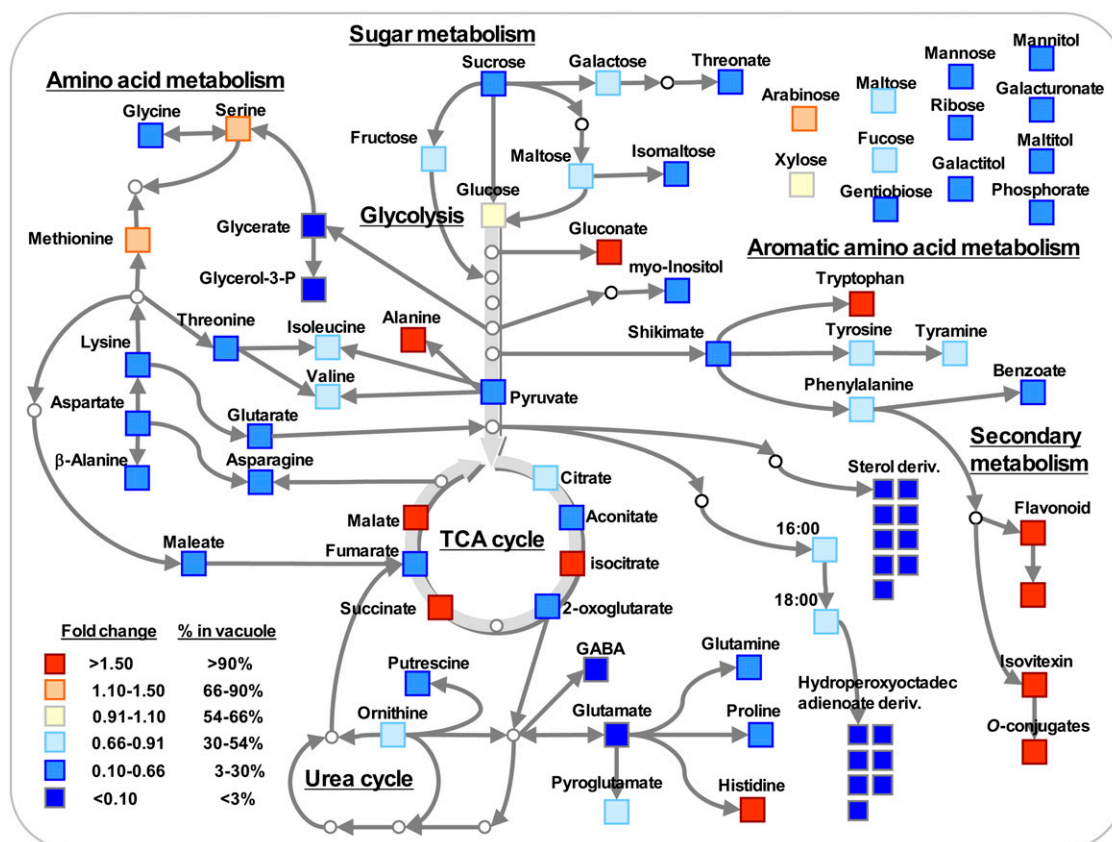 Sugar metabolism
Amino acid metabolism
Sucrose
Galactose
Threonate
Mannose
Mannitol
Arabinose
Maltose
Ribose
Galacturonate
Glycine
Serine
Fructose
Maltose
Isomaltose
Xylose
Fucose
Galactitol
Maltitol
Glucose
Gentiobiose
Phosphorate
Glycolysis
Methionine
Glycerate
Gluconate
Aromatic amino acid metabolism
Glycerol-3-P
myo-Inositol
Tryptophan
Threonine
Isoleucine
Alanine
Shikimate
Tyrosine
Tyramine
Lysine
Valine
Pyruvate
Phenylalanine
Benzoate
Aspartate
Glutarate
Secondary
metabolism
β-Alanine
Asparagine
Citrate
Sterol deriv.
Malate
Aconitate
Flavonoid
TCA cycle
16:00
Maleate
Fumarate
isocitrate
Succinate
2-oxoglutarate
18:00
Fold change
% in vacuole
Putrescine
GABA
Glutamine
Isovitexin
>1.50
>90%
1.10-1.50
66-90%
Ornithine
Glutamate
Proline
Hydroperoxyoctadec
adienoate deriv.
O-conjugates
0.91-1.10
54-66%
0.66-0.91
30-54%
Urea cycle
Pyroglutamate
Histidine
0.10-0.66
3-30%
<0.10
<3%